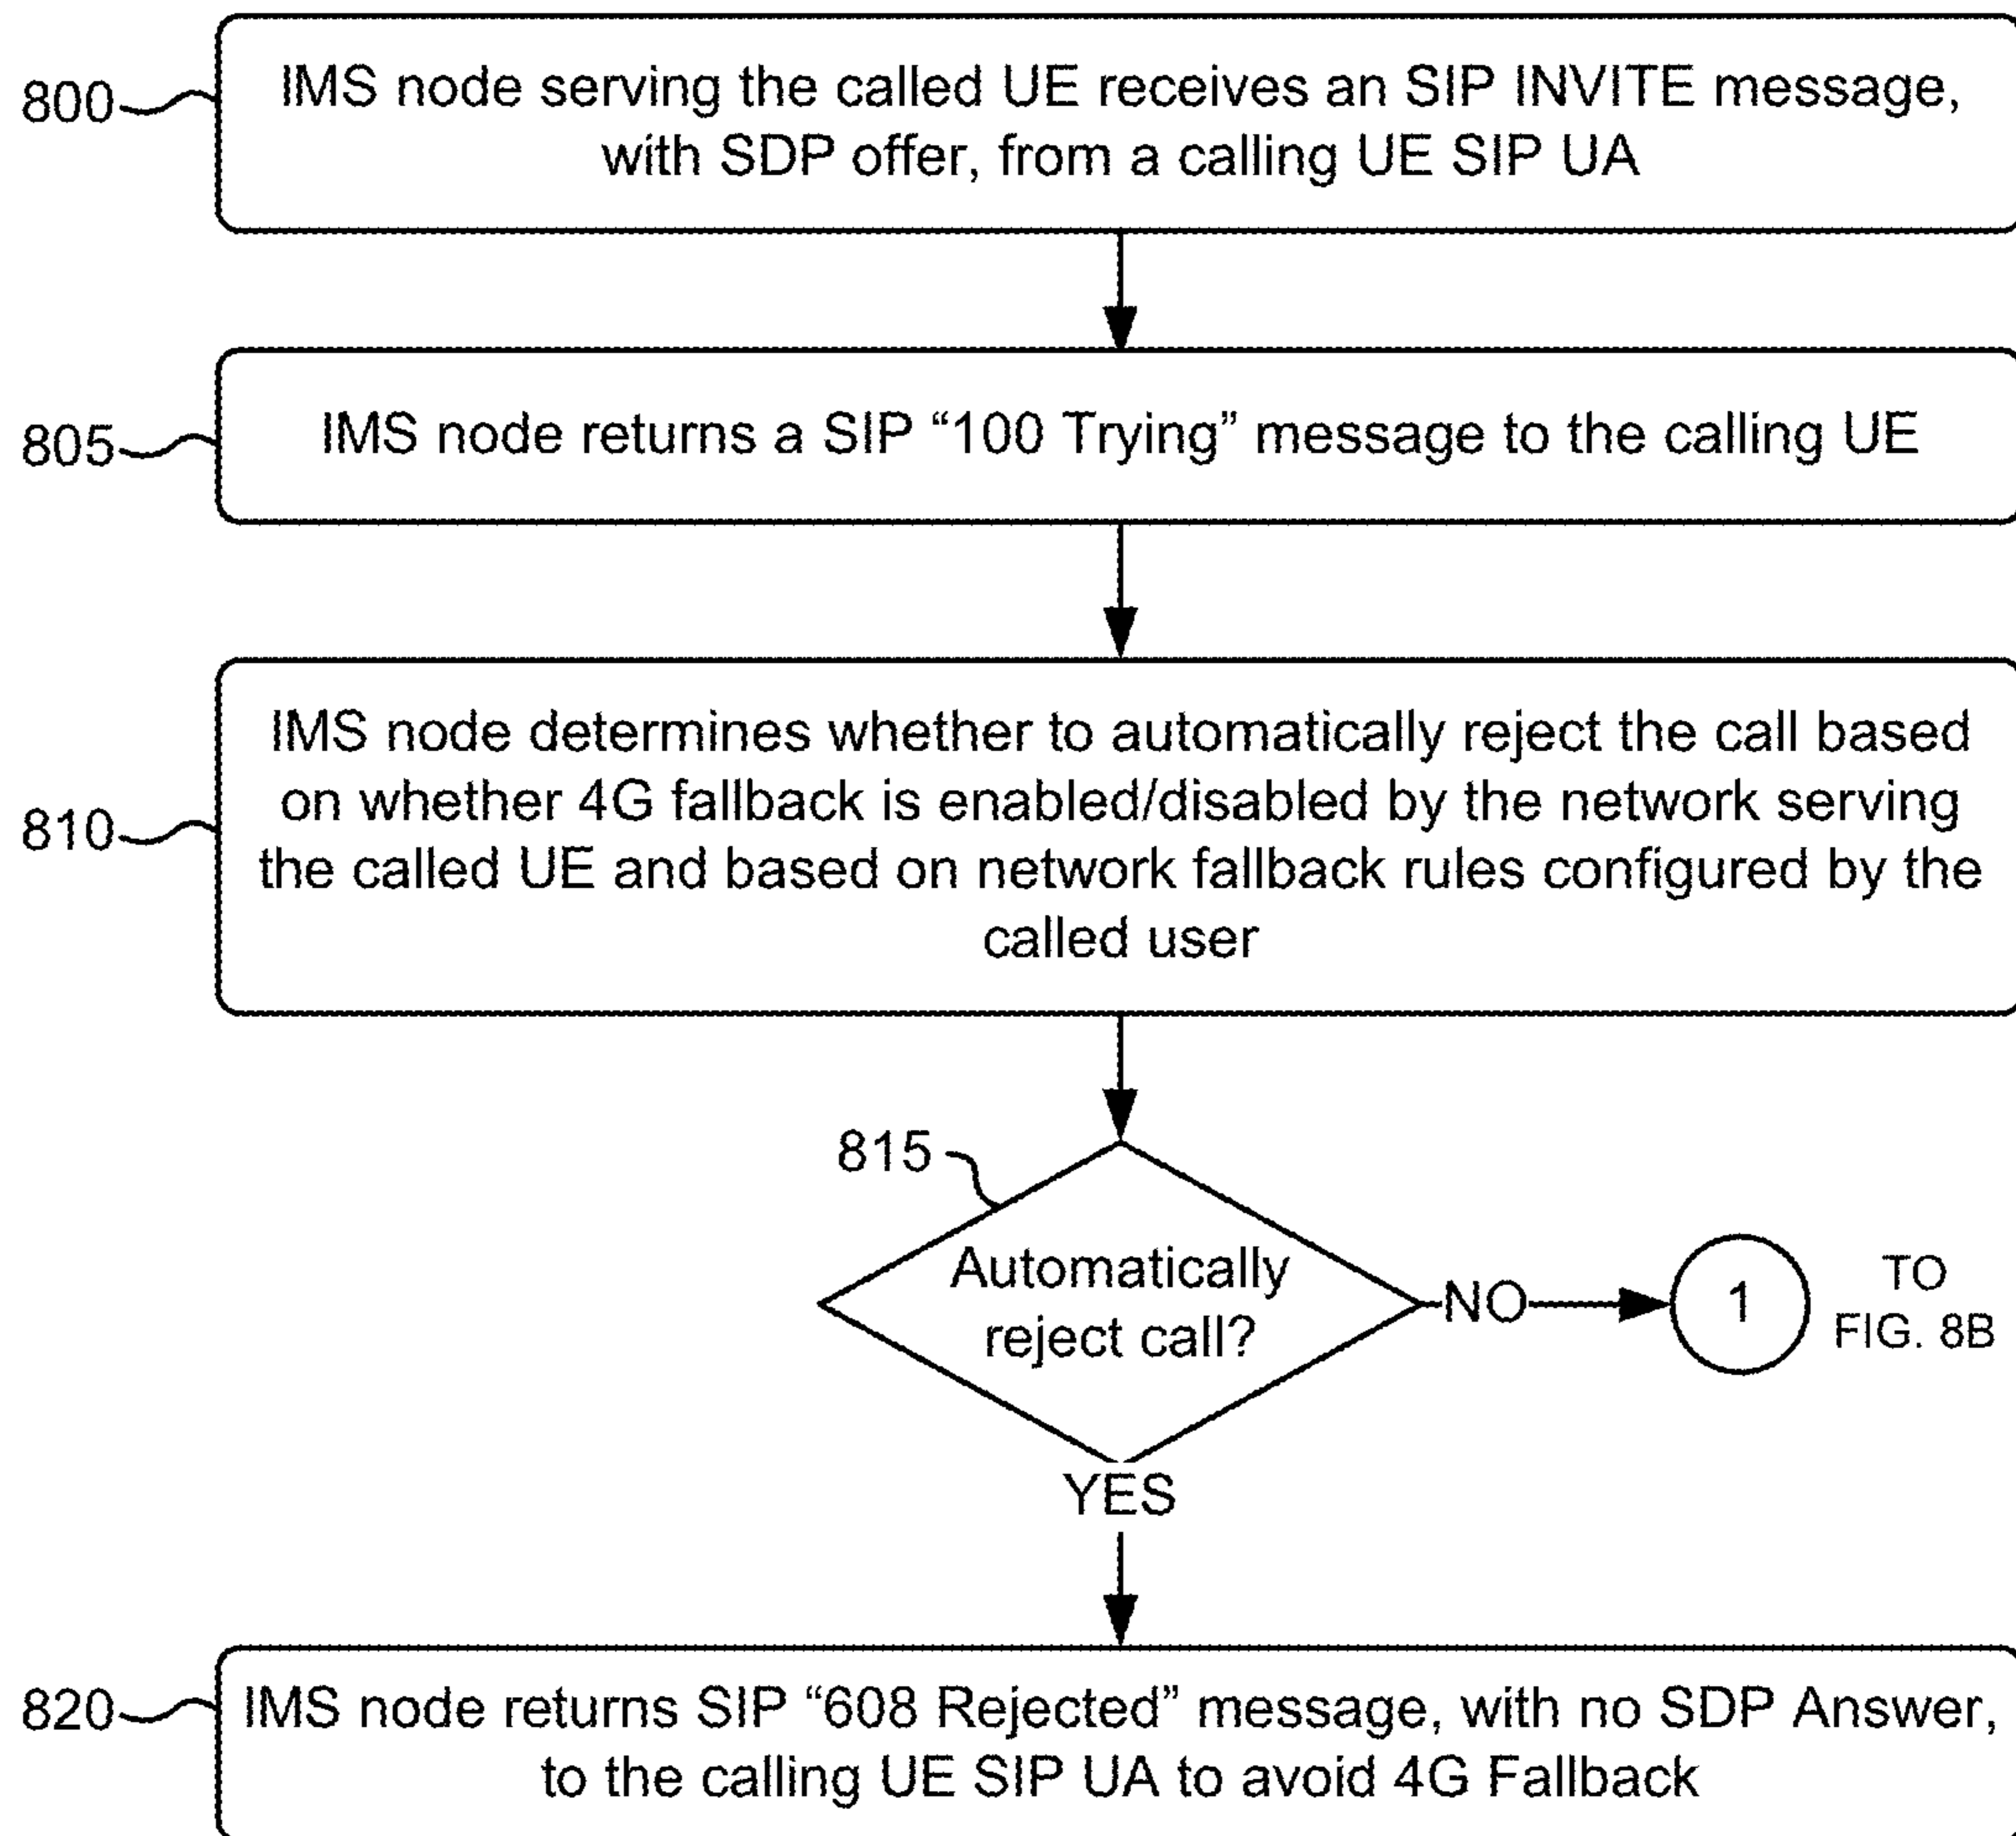 800
IMS node serving the called UE receives an SIP INVITE message,
with SDP offer, from a calling UE SIP UA
805
IMS node returns a SIP “100 Trying” message to the calling UE
810
IMS node determines whether to automatically reject the call based
on whether 4G fallback is enabled/disabled by the network serving
the called UE and based on network fallback rules configured by the
called user
815
Automatically
reject call?
NO
1
TO
FIG. 8B
YES
820
IMS node returns SIP “608 Rejected” message, with no SDP Answer,
to the calling UE SIP UA to avoid 4G Fallback